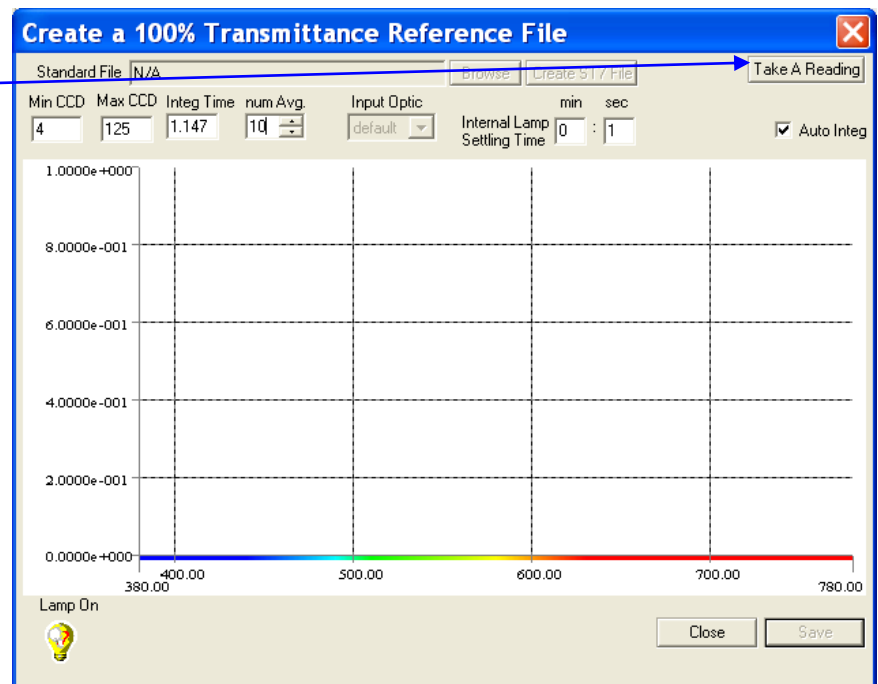 Create a 100% Transmittance Reference File
Standard File N/A Browse Create ST7 File Take A Reading
Min CCD Max CCD Integ Time num Avg. Input Optic min sec
4 125 1.147 10 default Internal Lamp Settling Time 0 : 1 Auto Integ
1.0000e+000
8.0000e-001
6.0000e-001
4.0000e-001
2.0000e-001
0.0000e+000
400.00 500.00 600.00 700.00
380.00 780.00
Lamp On
Close Save